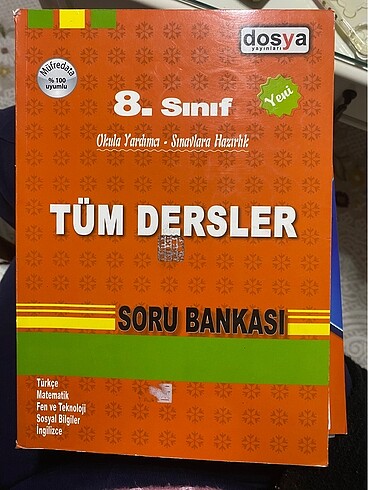 dosya
yayınları
Müfredata
% 100
uyumlu
8. Sınıf
Yeni
Okula Yardımcı - Sınavlara Hazırlık
TÜM DERSLER
SORU BANKASI
Türkçe
Matematik
Fen ve Teknoloji
Sosyal Bilgiler
İngilizce